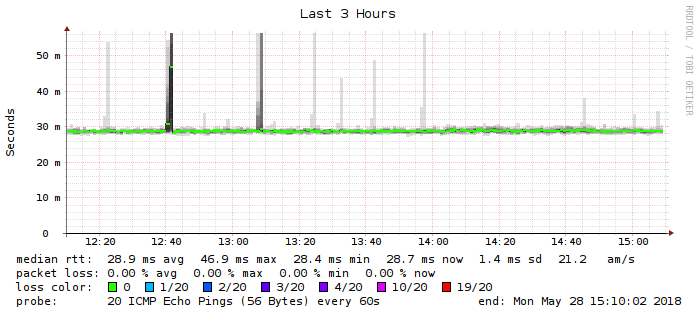 Last 3 Hours
RRDTOOL / TOBI OETIKER
Seconds
50 m
40 m
30 m
20 m
10 m
0
12:20 12:40 13:00 13:20 13:40 14:00 14:20 14:40 15:00
median rtt: 28.9 ms avg 46.9 ms max 28.4 ms min 28.7 ms now 1.4 ms sd 21.2 am/s
packet loss: 0.00 % avg 0.00 % max 0.00 % min 0.00 % now
loss color: 0 1/20 2/20 3/20 4/20 10/20 19/20
probe: 20 ICMP Echo Pings (56 Bytes) every 60s end: Mon May 28 15:10:02 2018